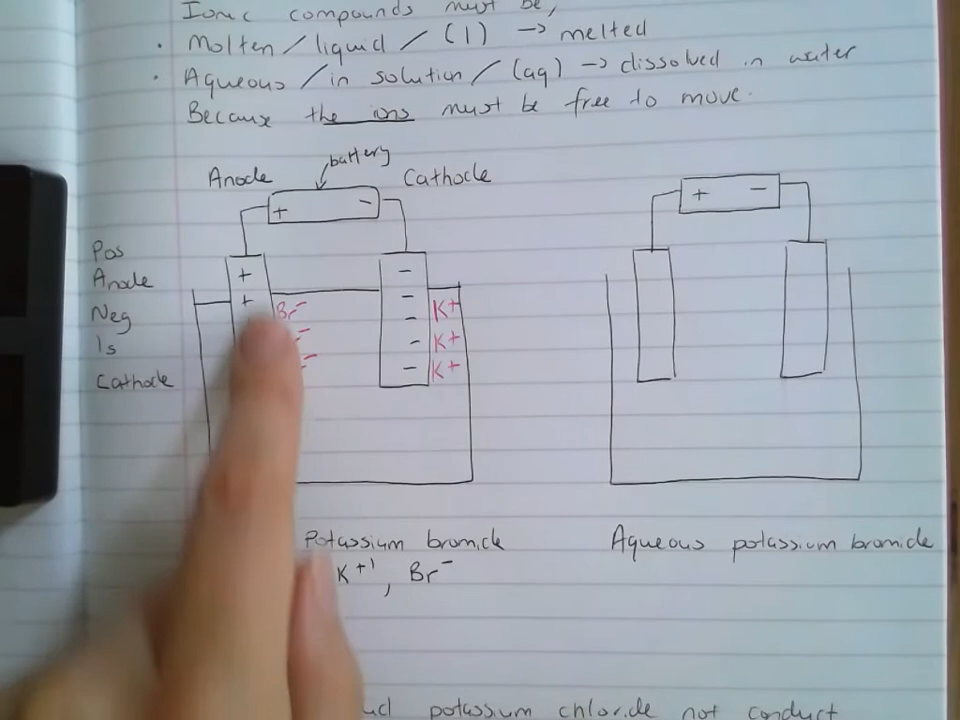 Ionic compounds must be,
· Molten / liquid / (l) → melted
· Aqueous / in solution / (aq) → dissolved in water
Because the ions must be free to move.
Anode battery Cathode
+ -
+ -
Pos
Anode
Neg
Is
Cathode
+ -
+ Br⁻ - K+
- K+
- K+
Potassium bromide
K⁺¹, Br⁻
Aqueous potassium bromide
potassium chloride not conduct